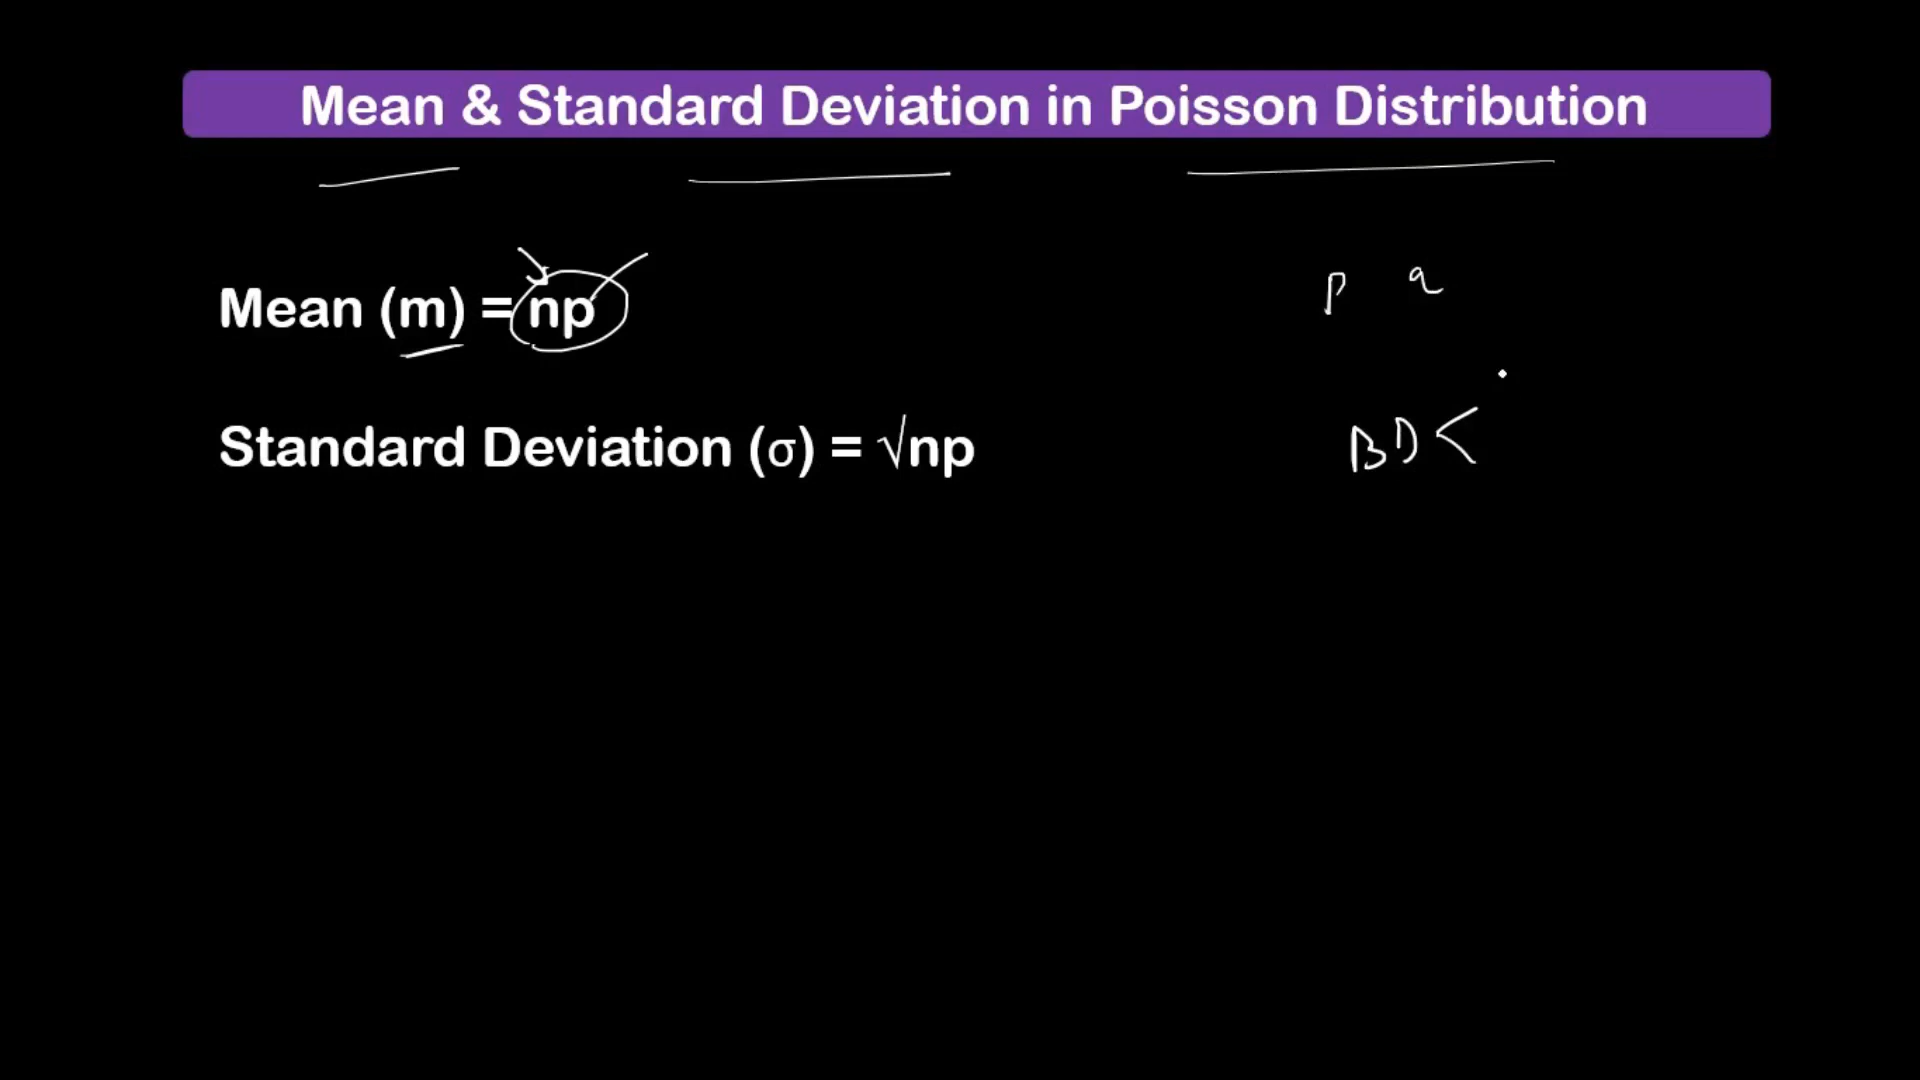 Mean & Standard Deviation in Poisson Distribution
Mean (m) = np
p q
Standard Deviation (σ) = √np
BD <